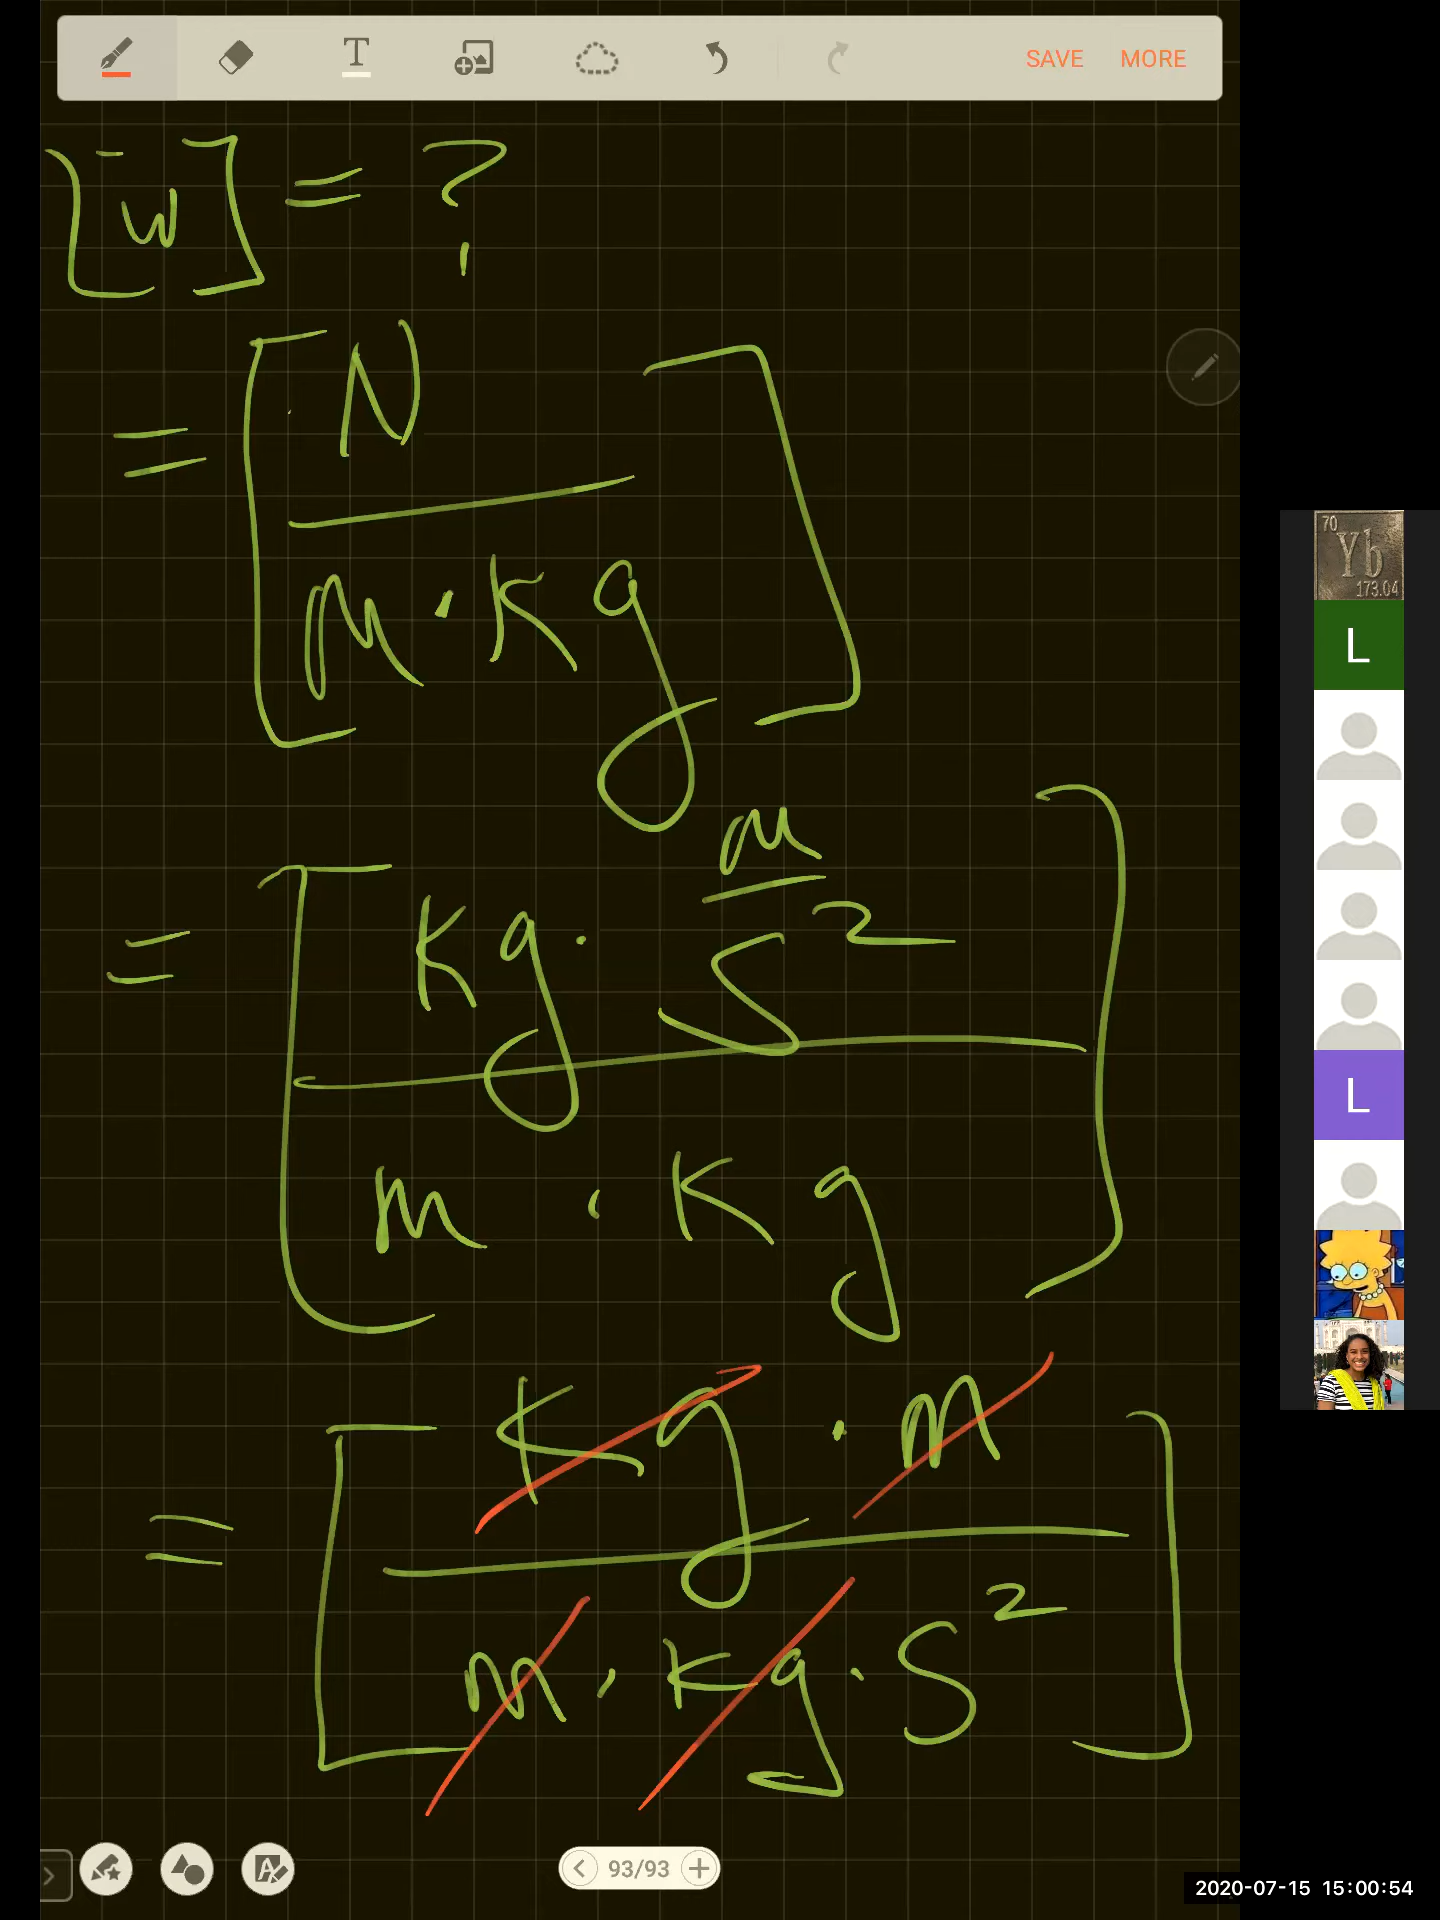 SAVE MORE
[w] = ?
= [N / m · kg]
= [kg · m / s² / m · kg]
= [kg · m / m · kg · s²]
70
Yb
173.04
L
L
93/93
2020-07-15 15:00:54